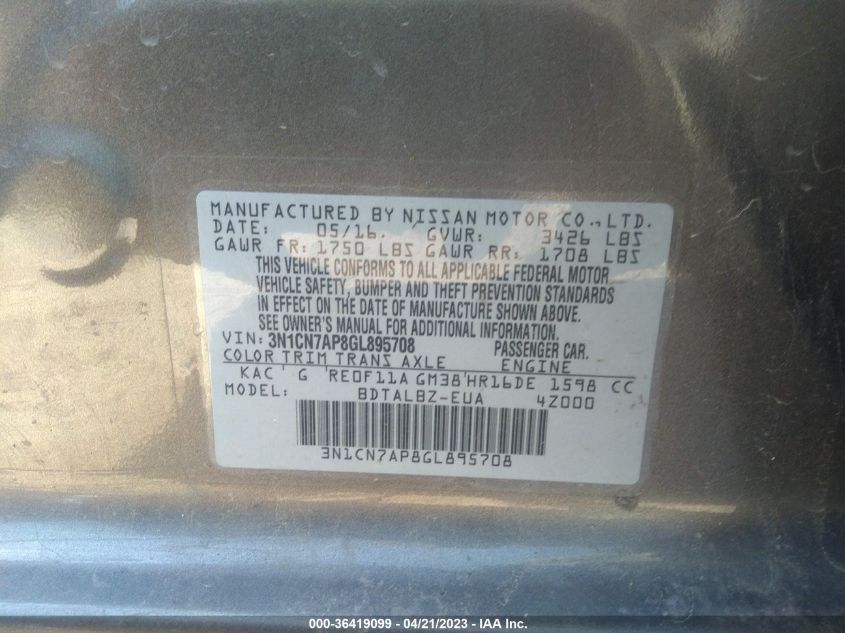 MANUFACTURED BY NISSAN MOTOR CO., LTD.
DATE: 05/16. GVWR: 3426 LBS
GAWR FR: 1750 LBS GAWR RR: 1708 LBS
THIS VEHICLE CONFORMS TO ALL APPLICABLE FEDERAL MOTOR
VEHICLE SAFETY, BUMPER AND THEFT PREVENTION STANDARDS
IN EFFECT ON THE DATE OF MANUFACTURE SHOWN ABOVE.
SEE OWNER'S MANUAL FOR ADDITIONAL INFORMATION.
VIN: 3N1CN7AP8GL895708 PASSENGER CAR.
COLOR TRIM TRANS AXLE ENGINE
KAC' G 'RE0F11A GM38'HR16DE 1598 CC
MODEL: BDTALBZ-EUA 4Z000
3N1CN7AP8GL895708
000-36419099 - 04/21/2023 - IAA Inc.